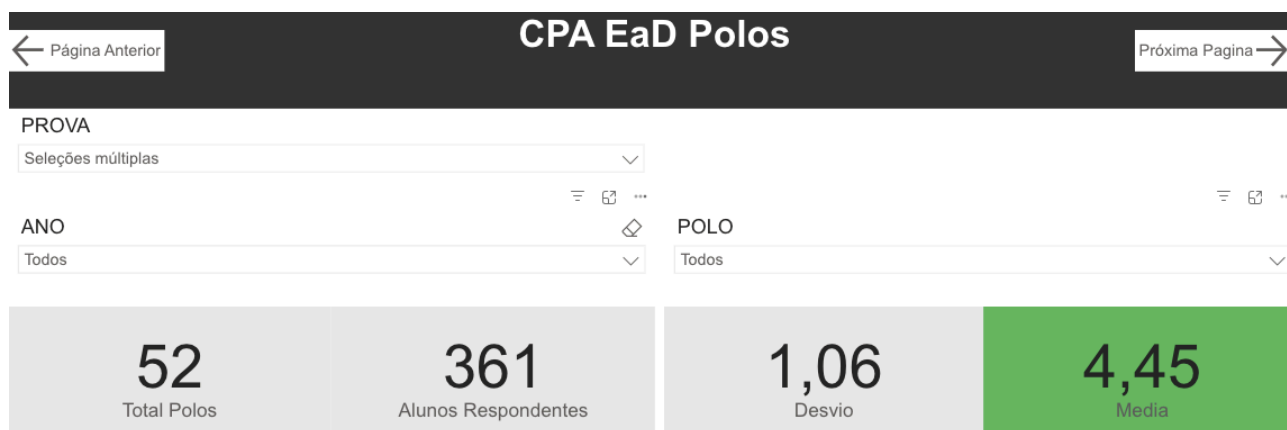 CPA EaD Polos
Página Anterior
Próxima Pagina
PROVA
Seleções múltiplas
ANO
POLO
Todos
Todos
52
361
1,06
4,45
Total Polos
Alunos Respondentes
Desvio
Media